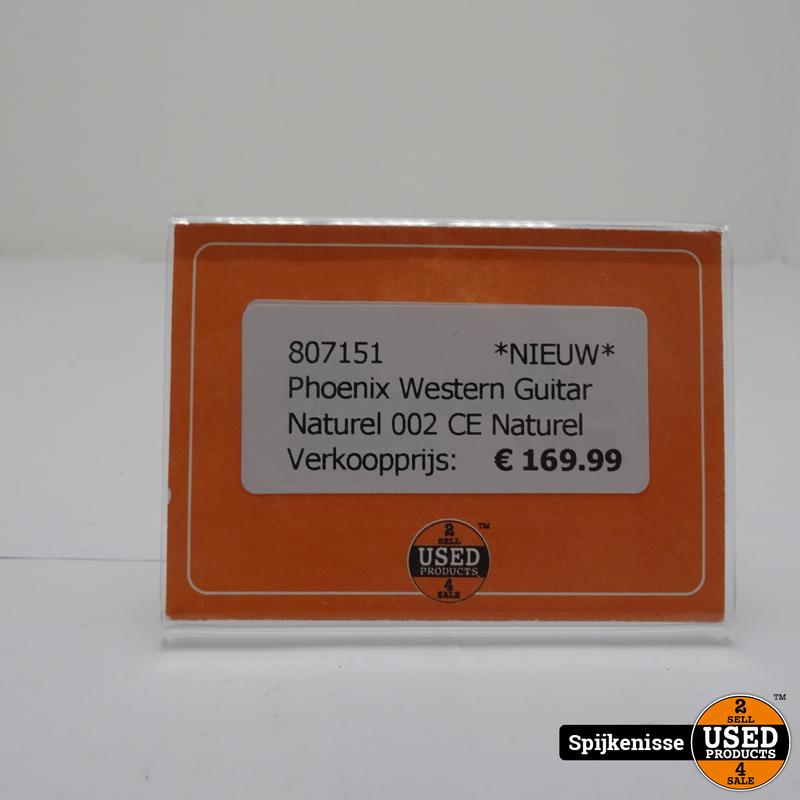 807151 *NIEUW*
Phoenix Western Guitar
Naturel 002 CE Naturel
Verkoopprijs: € 169.99
2
SELL
USED
PRODUCTS
4
SALE
TM
Spijkenisse
2
SELL
USED
PRODUCTS
4
SALE
TM